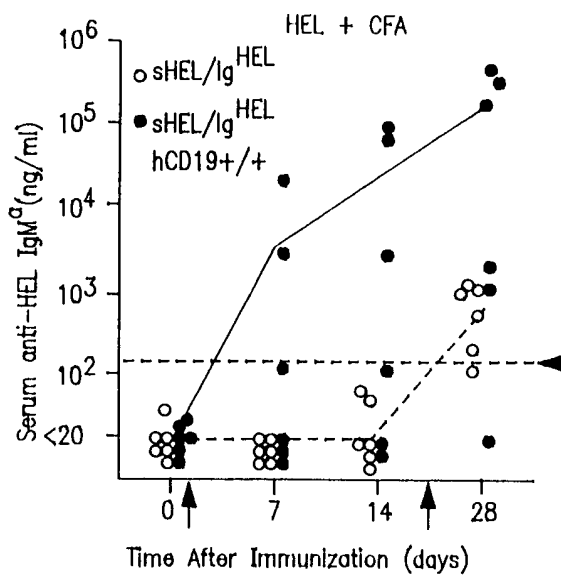 HEL + CFA
sHEL/Ig^HEL
sHEL/Ig^HEL
hCD19+/+
Serum anti-HEL IgM^a (ng/ml)
10^6
10^5
10^4
10^3
10^2
<20
0 7 14 28
Time After Immunization (days)